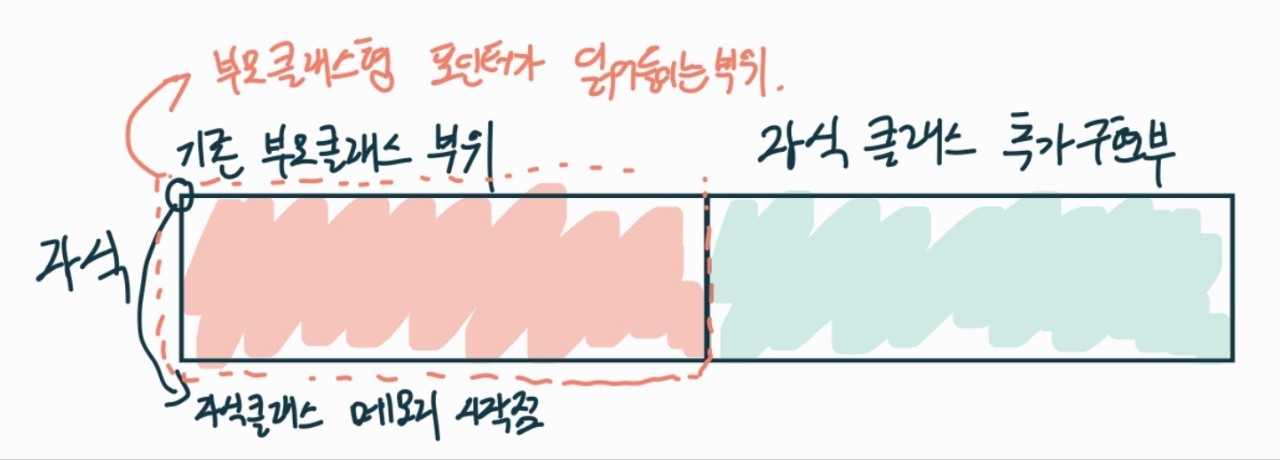 부모클래스형 포인터가 읽어들이는부위.
기존 부모클래스 부위
자식 클래스 추가구현부
자식
자식클래스 메모리 시작점